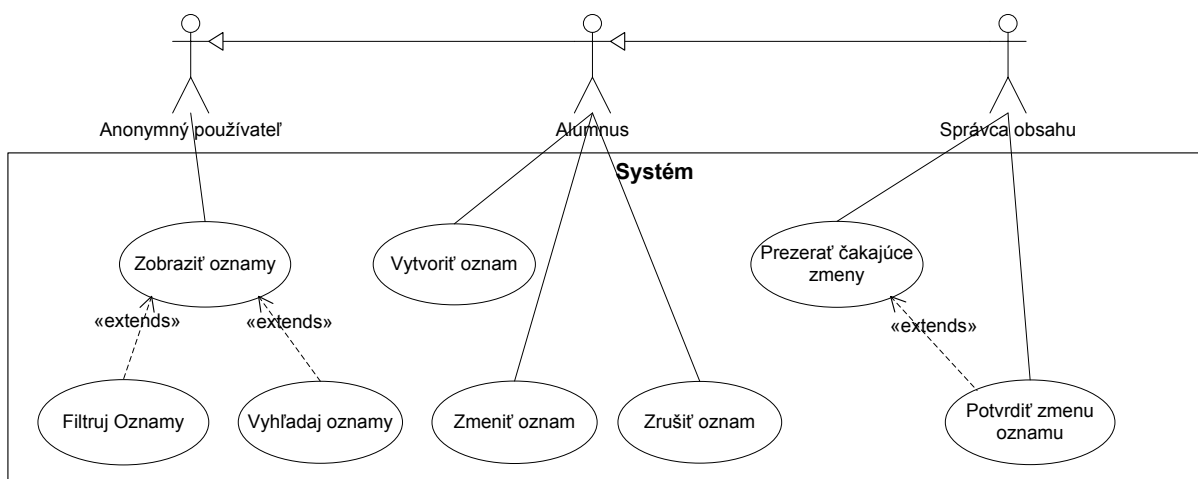 Anonymný používateľ
Alumnus
Správca obsahu
Systém
Zobraziť oznamy
Vytvoriť oznam
Prezerať čakajúce
zmeny
«extends»
«extends»
«extends»
Filtruj Oznamy
Vyhľadaj oznamy
Zmeniť oznam
Zrušiť oznam
Potvrdiť zmenu
oznamu